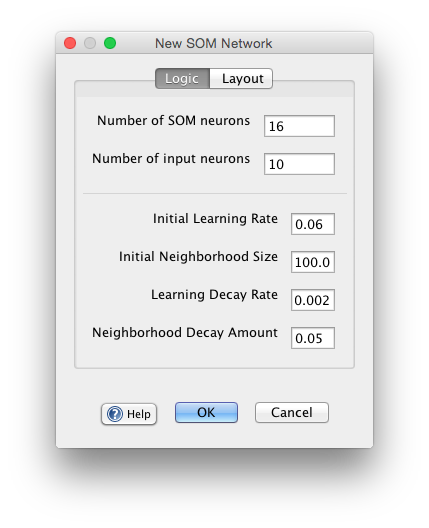 New SOM Network
Logic Layout
Number of SOM neurons 16
Number of input neurons 10
Initial Learning Rate 0.06
Initial Neighborhood Size 100.0
Learning Decay Rate 0.002
Neighborhood Decay Amount 0.05
? Help OK Cancel